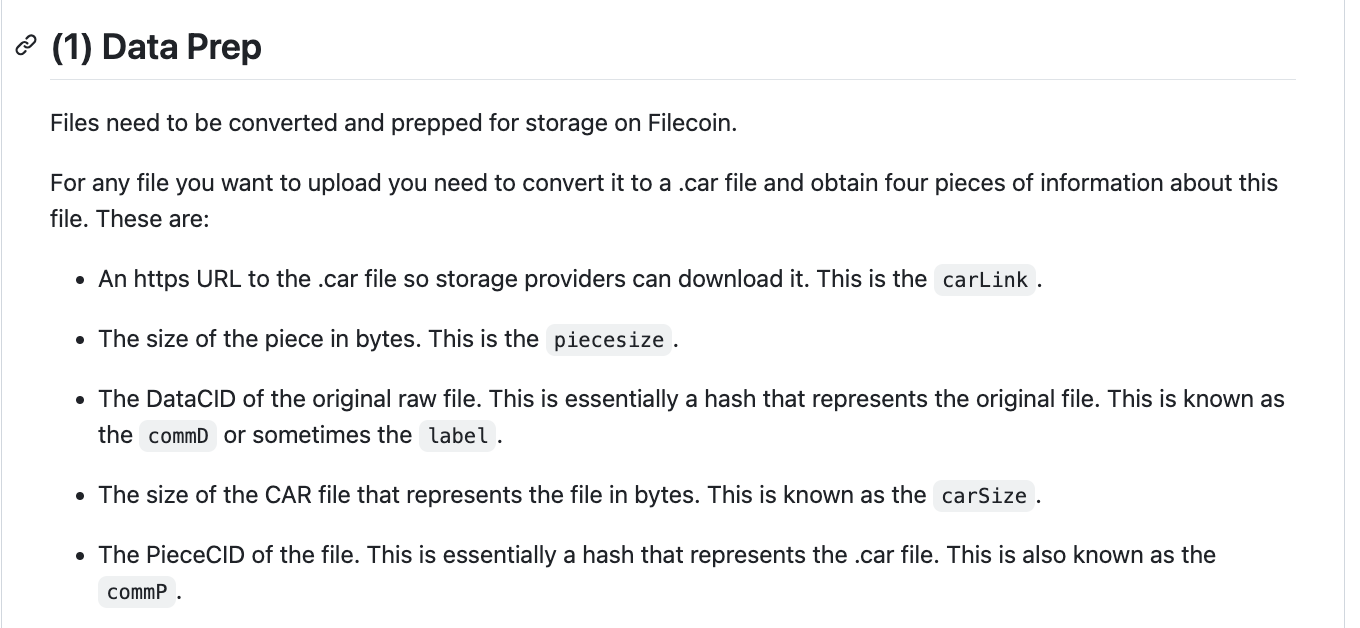 (1) Data Prep
Files need to be converted and prepped for storage on Filecoin.
For any file you want to upload you need to convert it to a .car file and obtain four pieces of information about this
file. These are:
• An https URL to the .car file so storage providers can download it. This is the carLink.
• The size of the piece in bytes. This is the piecesize.
• The DataCID of the original raw file. This is essentially a hash that represents the original file. This is known as
the commD or sometimes the label.
• The size of the CAR file that represents the file in bytes. This is known as the carSize.
• The PieceCID of the file. This is essentially a hash that represents the .car file. This is also known as the
commP.